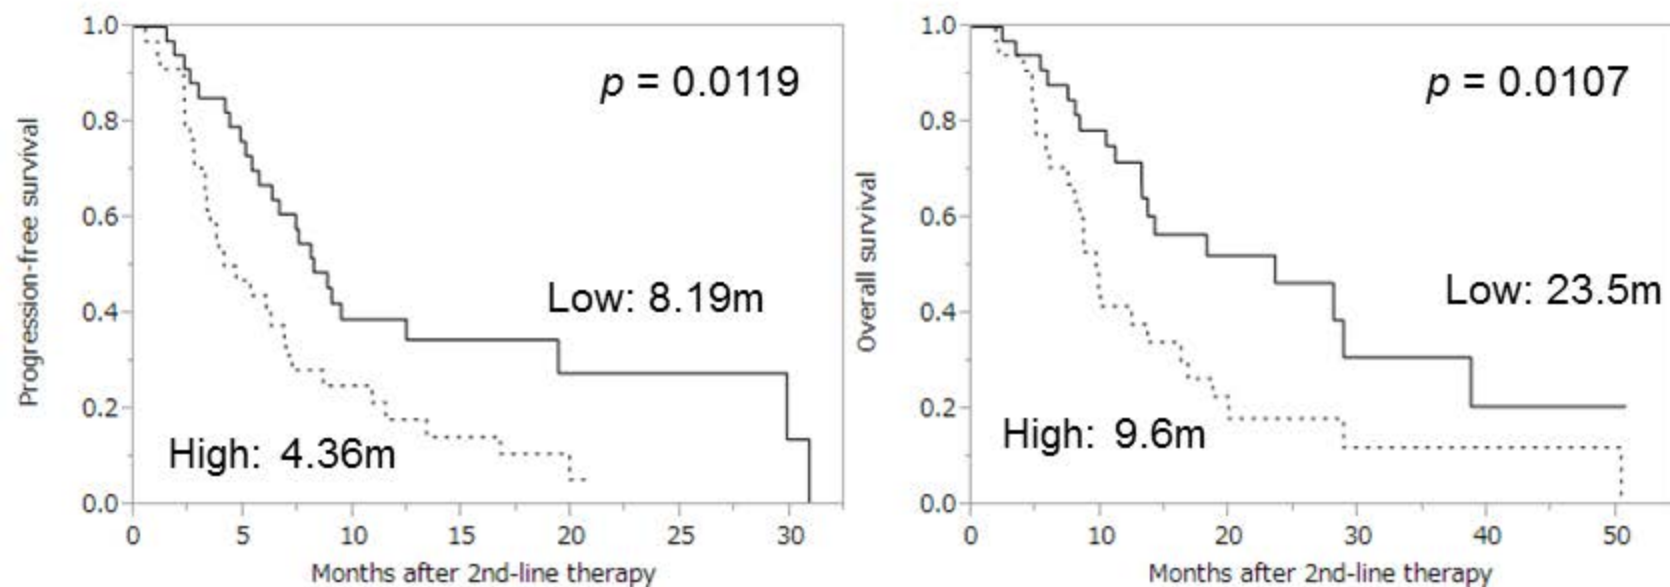 Progression-free survival
1.0
0.8
0.6
0.4
0.2
0.0
p = 0.0119
Low: 8.19m
High: 4.36m
0 5 10 15 20 25 30
Months after 2nd-line therapy
Overall survival
1.0
0.8
0.6
0.4
0.2
0.0
p = 0.0107
Low: 23.5m
High: 9.6m
0 10 20 30 40 50
Months after 2nd-line therapy